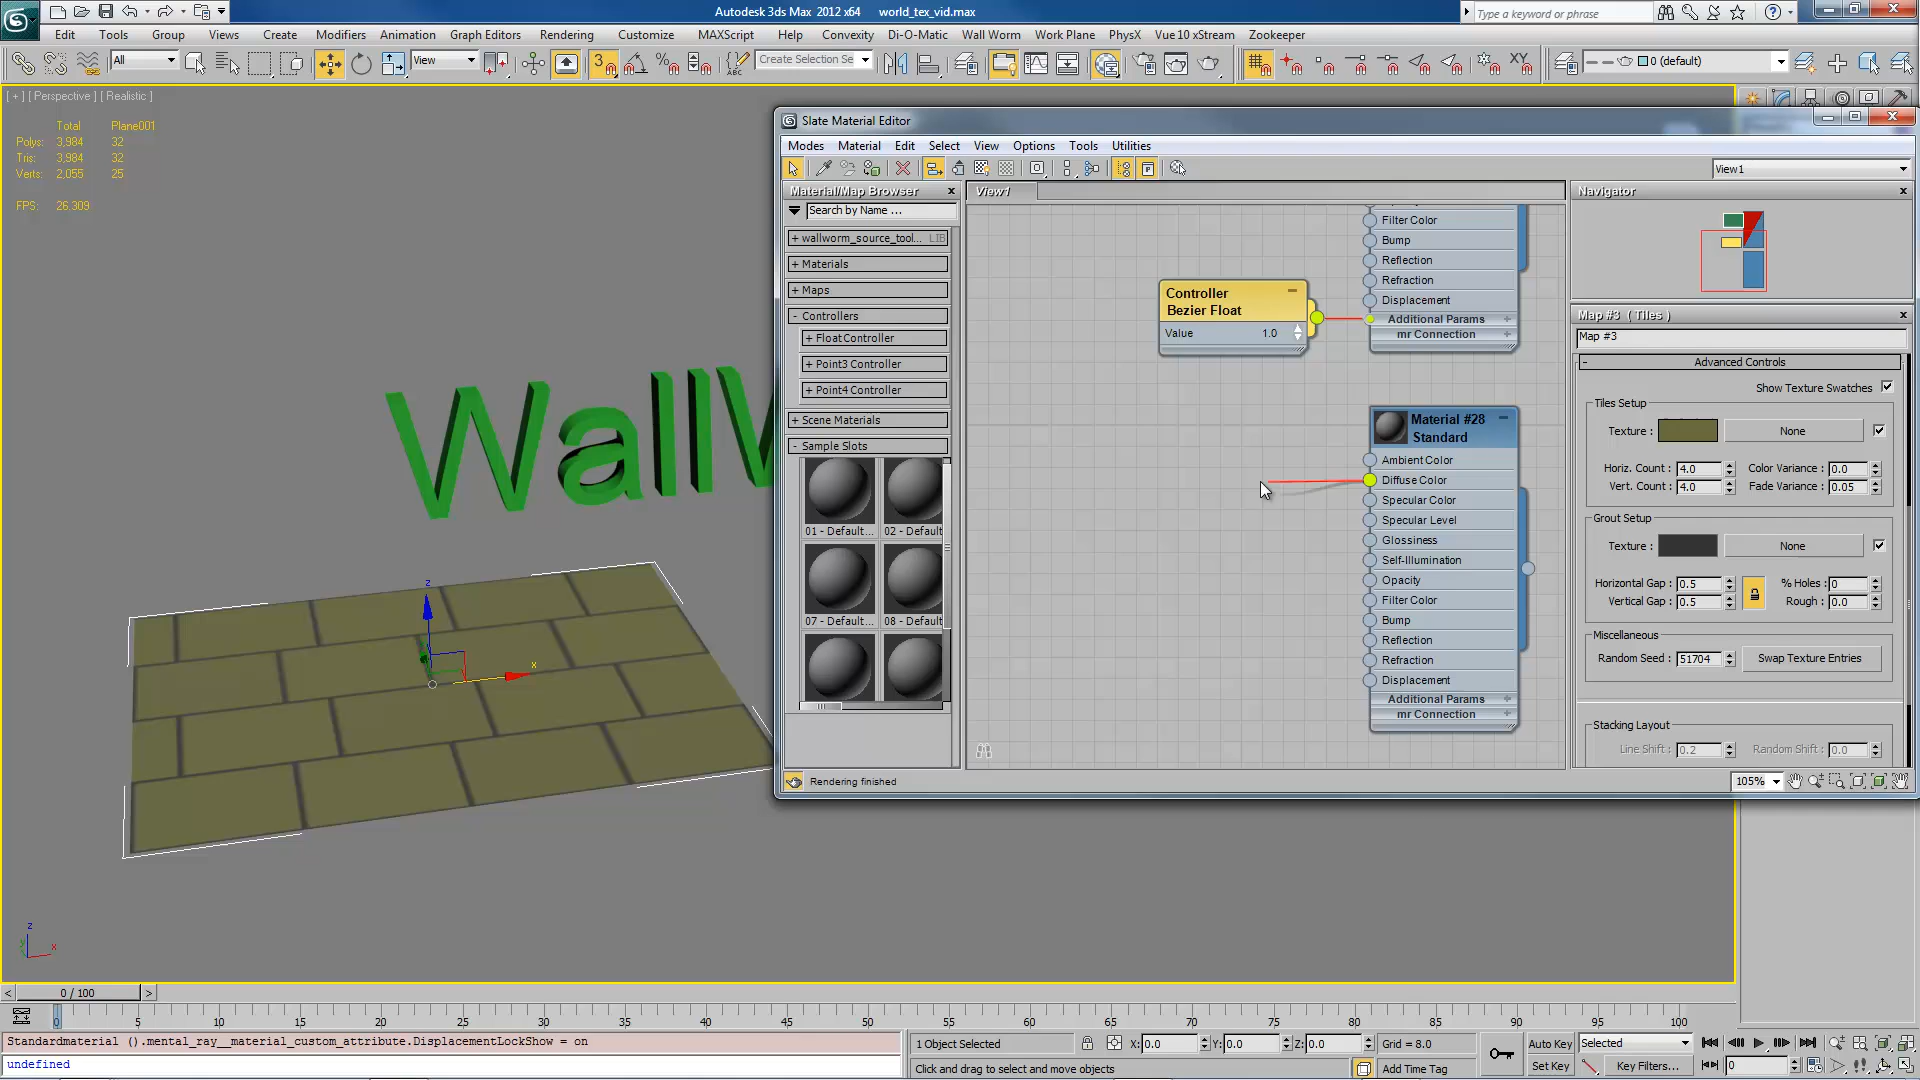 Autodesk 3ds Max 2012 x64 world_tex_vid.max
Type a keyword or phrase
Edit Tools Group Views Create Modifiers Animation Graph Editors Rendering Customize MAXScript Help Convexity Di-O-Matic Wall Worm Work Plane PhysX Vue 10 xStream Zookeeper
All View 3 Create Selection Se XY 0 (default)
[ + ] [ Perspective ] [ Realistic ]
Total Plane001
Polys: 3,984 32
Tris: 3,984 32
Verts: 2,055 25
FPS: 26.309
WallW
z
x
z
y
x
Slate Material Editor
Modes Material Edit Select View Options Tools Utilities
View1
Material/Map Browser x
Search by Name ...
+ wallworm_source_tool... LIB
+ Materials
+ Maps
- Controllers
+ Float Controller
+ Point3 Controller
+ Point4 Controller
+ Scene Materials
- Sample Slots
01 - Default... 02 - Default
07 - Default... 08 - Default
View1
Filter Color
Bump
Reflection
Refraction
Displacement
Additional Params +
mr Connection +
Controller
Bezier Float
Value 1.0
Material #28
Standard
Ambient Color
Diffuse Color
Specular Color
Specular Level
Glossiness
Self-Illumination
Opacity
Filter Color
Bump
Reflection
Refraction
Displacement
Additional Params +
mr Connection +
Navigator x
Map #3 ( Tiles ) x
Map #3
- Advanced Controls
Show Texture Swatches
Tiles Setup
Texture : None
Horiz. Count : 4.0 Color Variance : 0.0
Vert. Count : 4.0 Fade Variance : 0.05
Grout Setup
Texture : None
Horizontal Gap : 0.5 % Holes : 0
Vertical Gap : 0.5 Rough : 0.0
Miscellaneous
Random Seed : 51704 Swap Texture Entries
Stacking Layout
Line Shift : 0.2 Random Shift : 0.0
Rendering finished
105%
< 0 / 100 >
0 5 10 15 20 25 30 35 40 45 50 55 60 65 70 75 80 85 90 95 100
Standardmaterial ().mental_ray__material_custom_attribute.DisplacementLockShow = on
undefined
1 Object Selected X: 0.0 Y: 0.0 Z: 0.0 Grid = 8.0 Auto Key Selected
Click and drag to select and move objects Add Time Tag Set Key Key Filters... 0